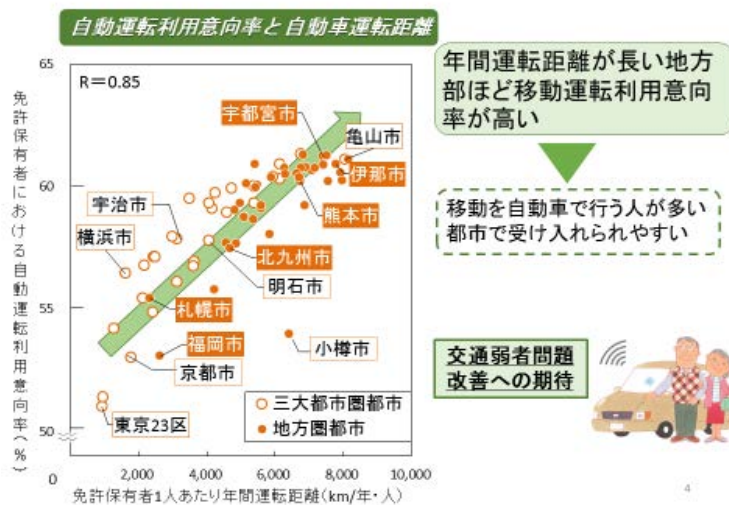 自動運転利用意向率と自動車運転距離
65
60
55
50
0
免許保有者における自動運転利用意向率(%)
R＝0.85
宇都宮市
亀山市
伊那市
宇治市
熊本市
横浜市
北九州市
明石市
札幌市
福岡市
小樽市
京都市
三大都市圏都市
地方圏都市
東京23区
2,000
4,000
6,000
8,000
10,000
免許保有者1人あたり年間運転距離(km/年・人)
年間運転距離が長い地方
部ほど移動運転利用意向
率が高い
移動を自動車で行う人が多い
都市で受け入れられやすい
交通弱者問題
改善への期待
4